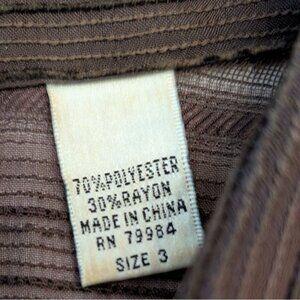 70%POLYESTER
30%RAYON
MADE IN CHINA
RN 79984
SIZE 3